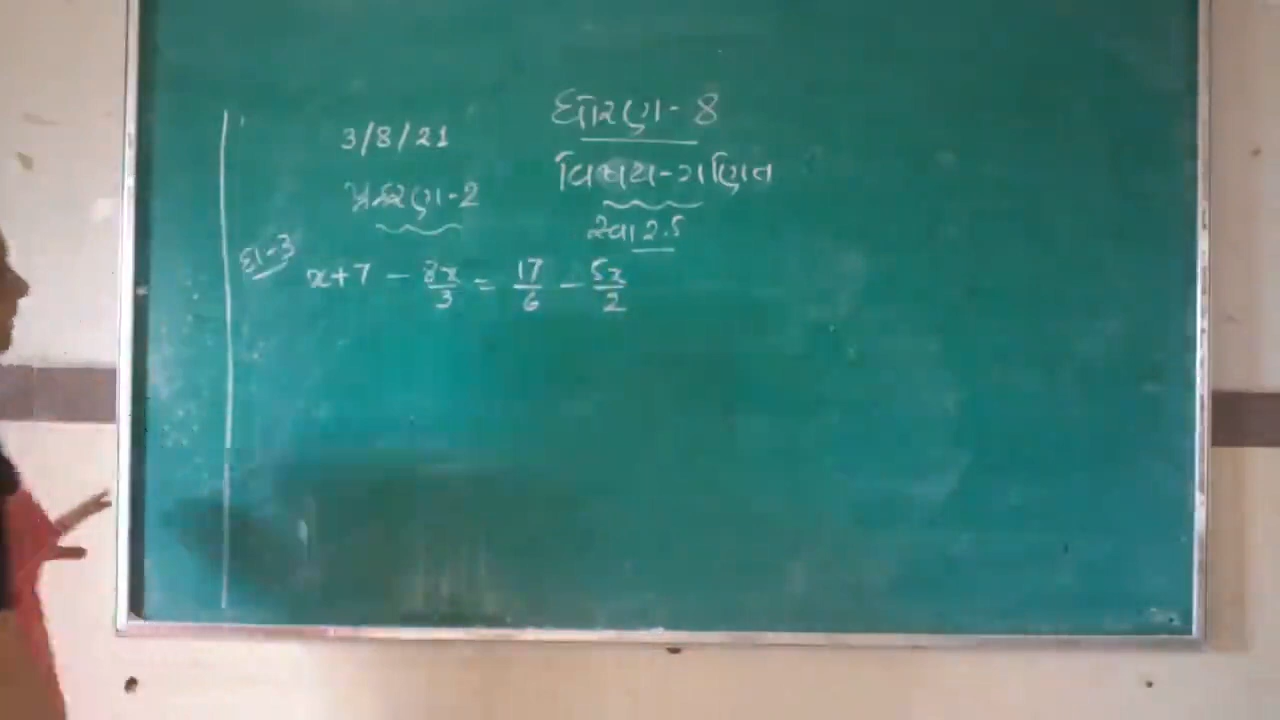 ધોરણ-8
3/8/21
વિષય-ગણિત
પ્રકરણ-2
સ્વા 2.5
દા-3
x+7 - 8x/3 = 17/6 - 5x/2